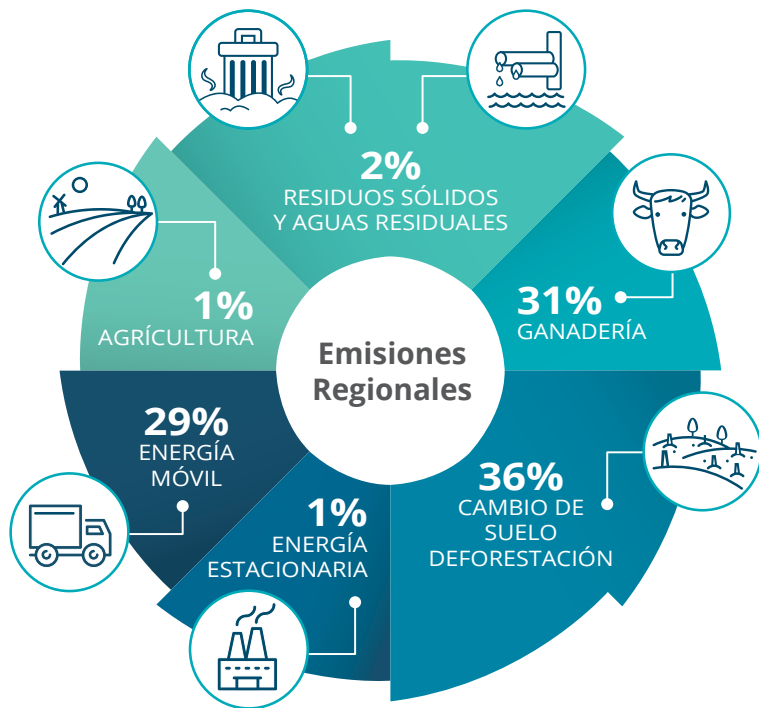 2%
RESIDUOS SÓLIDOS
Y AGUAS RESIDUALES
31%
GANADERÍA
1%
AGRÍCULTURA
Emisiones
Regionales
29%
ENERGÍA
MÓVIL
36%
CAMBIO DE
SUELO
DEFORESTACIÓN
1%
ENERGÍA
ESTACIONARIA